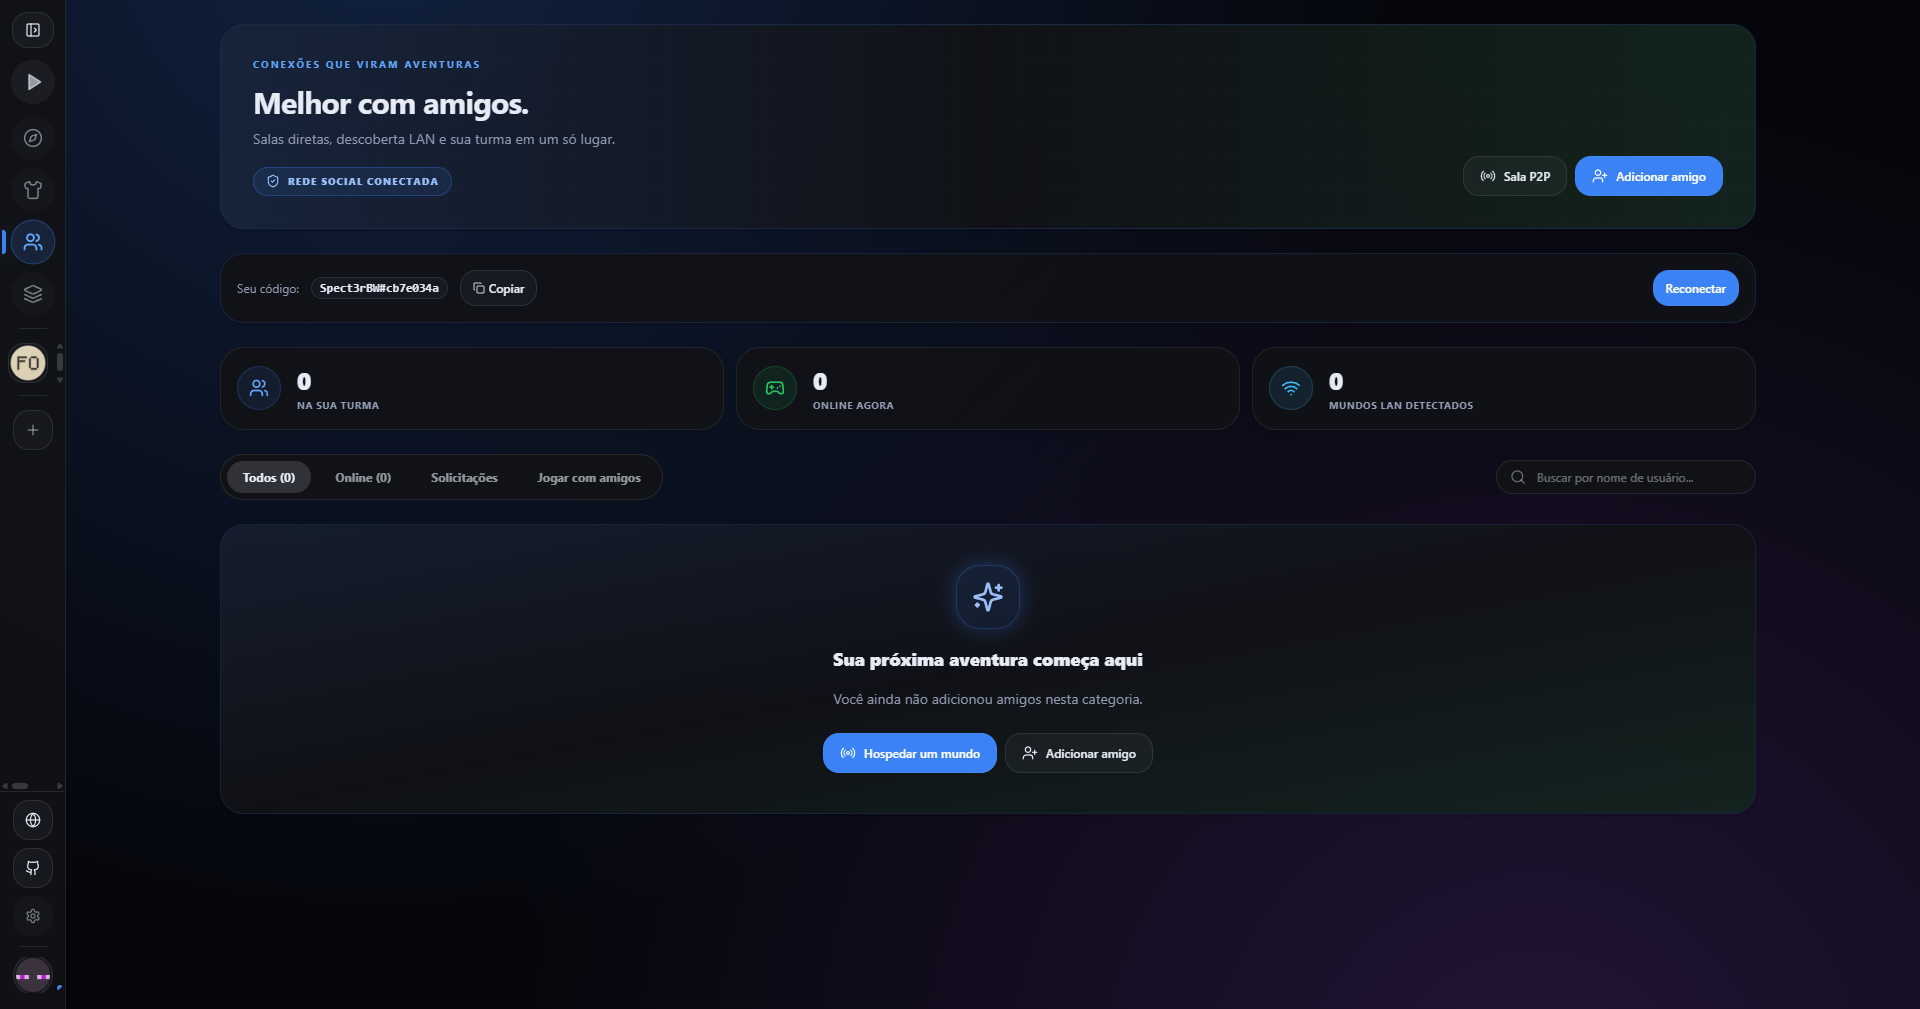 CONEXÕES QUE VIRAM AVENTURAS
Melhor com amigos.
Salas diretas, descoberta LAN e sua turma em um só lugar.
REDE SOCIAL CONECTADA
Sala P2P
Adicionar amigo
Seu código:
Spect3rBW#cb7e034a
Copiar
Reconectar
FO
0
NA SUA TURMA
0
ONLINE AGORA
0
MUNDOS LAN DETECTADOS
Todos (0)
Online (0)
Solicitações
Jogar com amigos
Buscar por nome de usuário...
Sua próxima aventura começa aqui
Você ainda não adicionou amigos nesta categoria.
Hospedar um mundo
Adicionar amigo